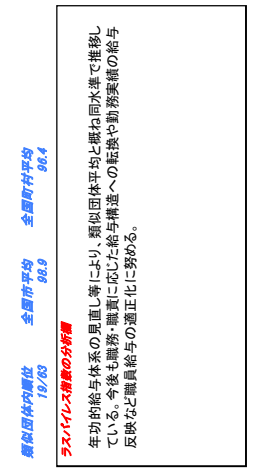 類似団体内順位 全国市平均 全国町村平均
19/63 98.9 96.4
ラスパイレス指数の分析欄
年功的給与体系の見直し等により、類似団体平均と概ね同水準で推移し
ている。今後も職務・職責に応じた給与構造への転換や勤務実績の給与
反映など職員給与の適正化に努める。